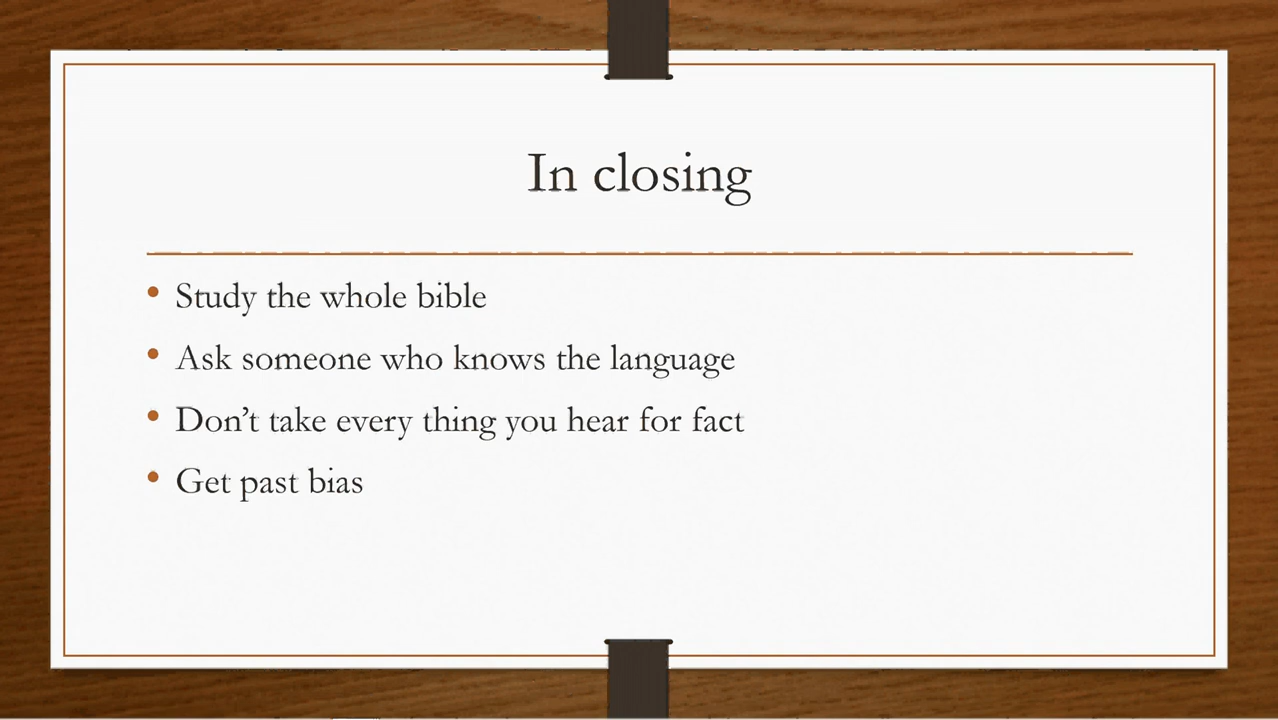 In closing
• Study the whole bible
• Ask someone who knows the language
• Don’t take every thing you hear for fact
• Get past bias